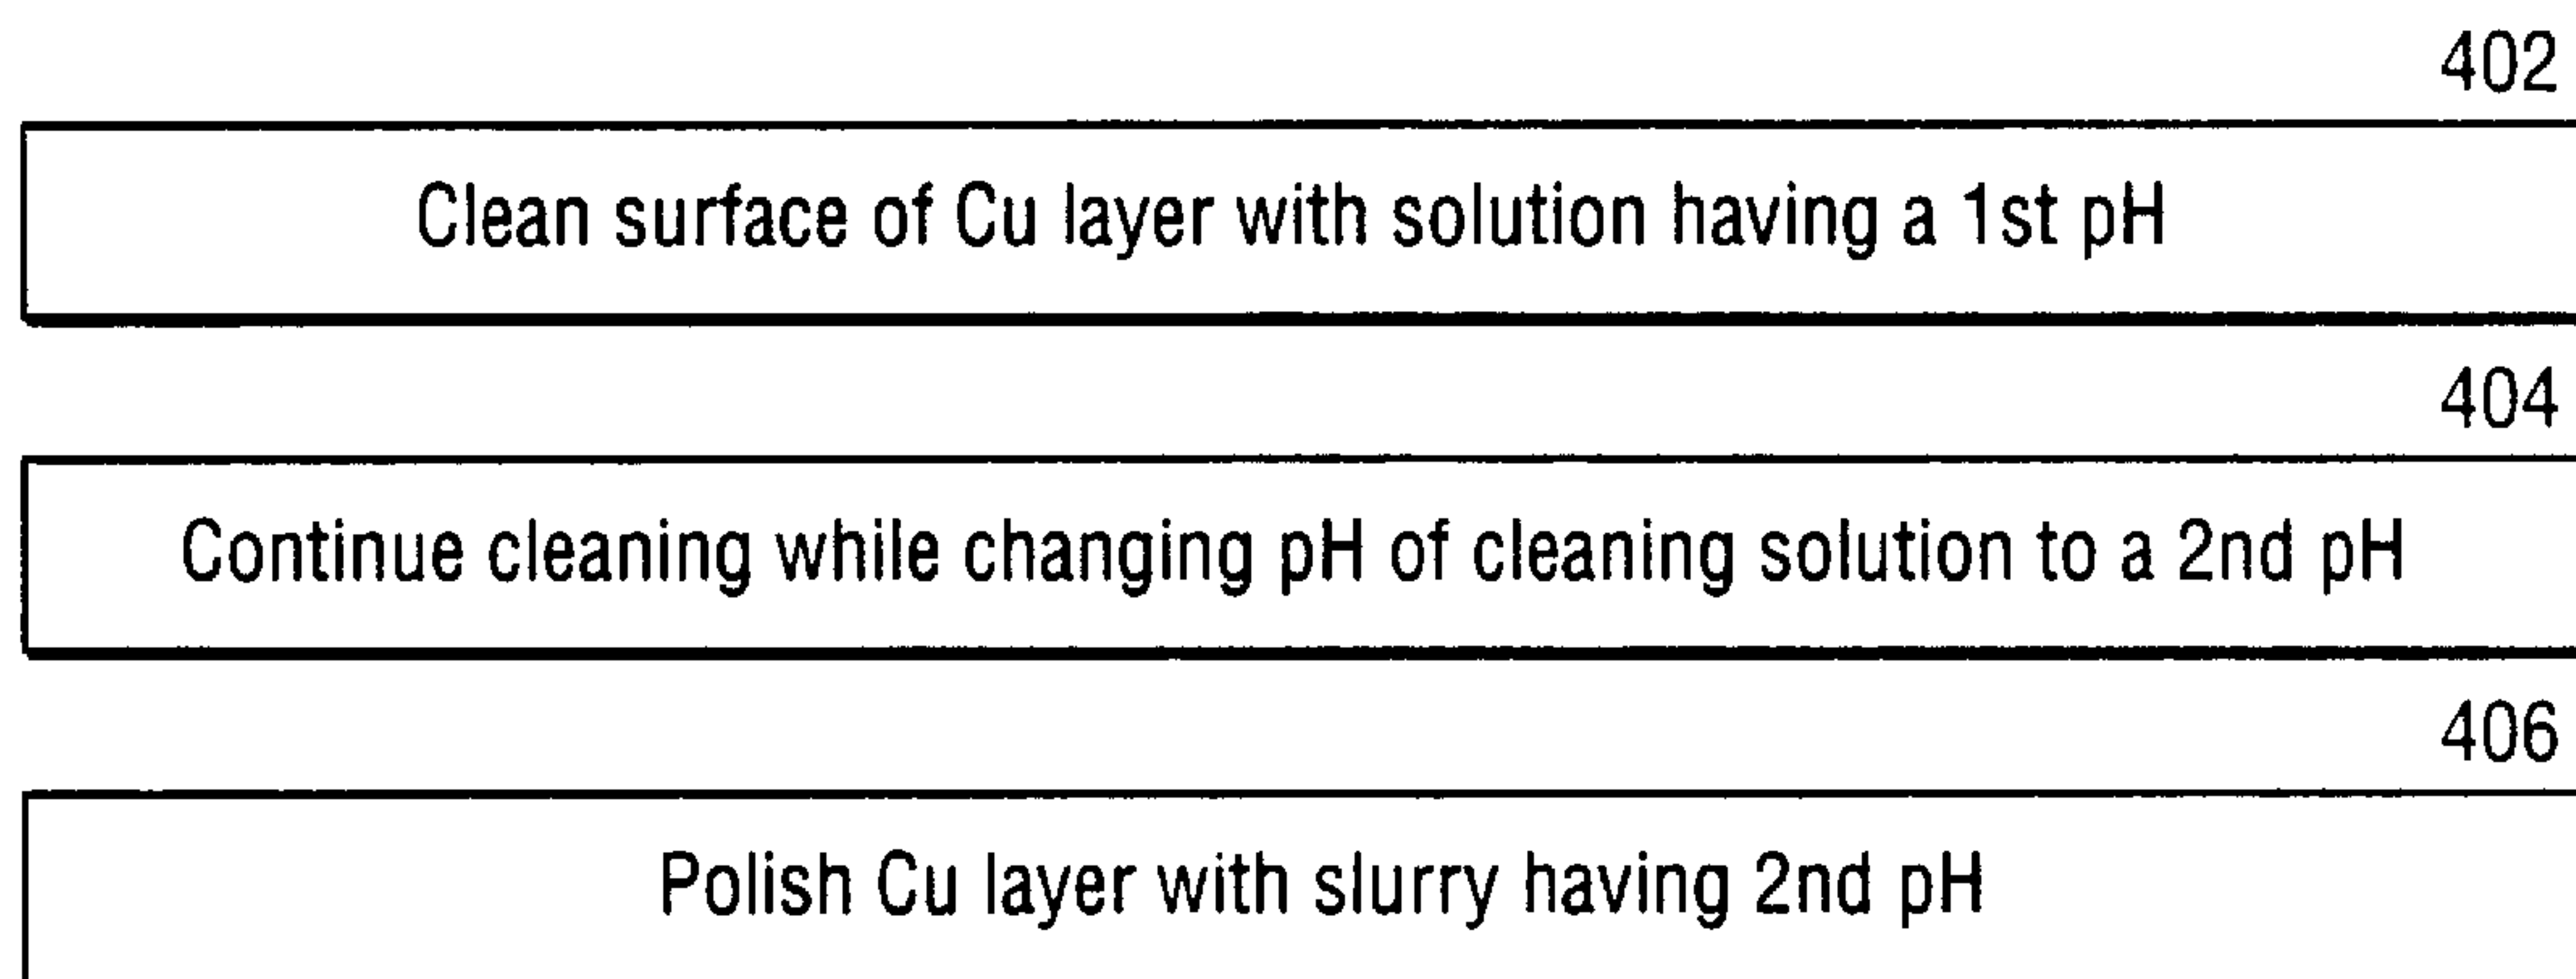 402
Clean surface of Cu layer with solution having a 1st pH
404
Continue cleaning while changing pH of cleaning solution to a 2nd pH
406
Polish Cu layer with slurry having 2nd pH